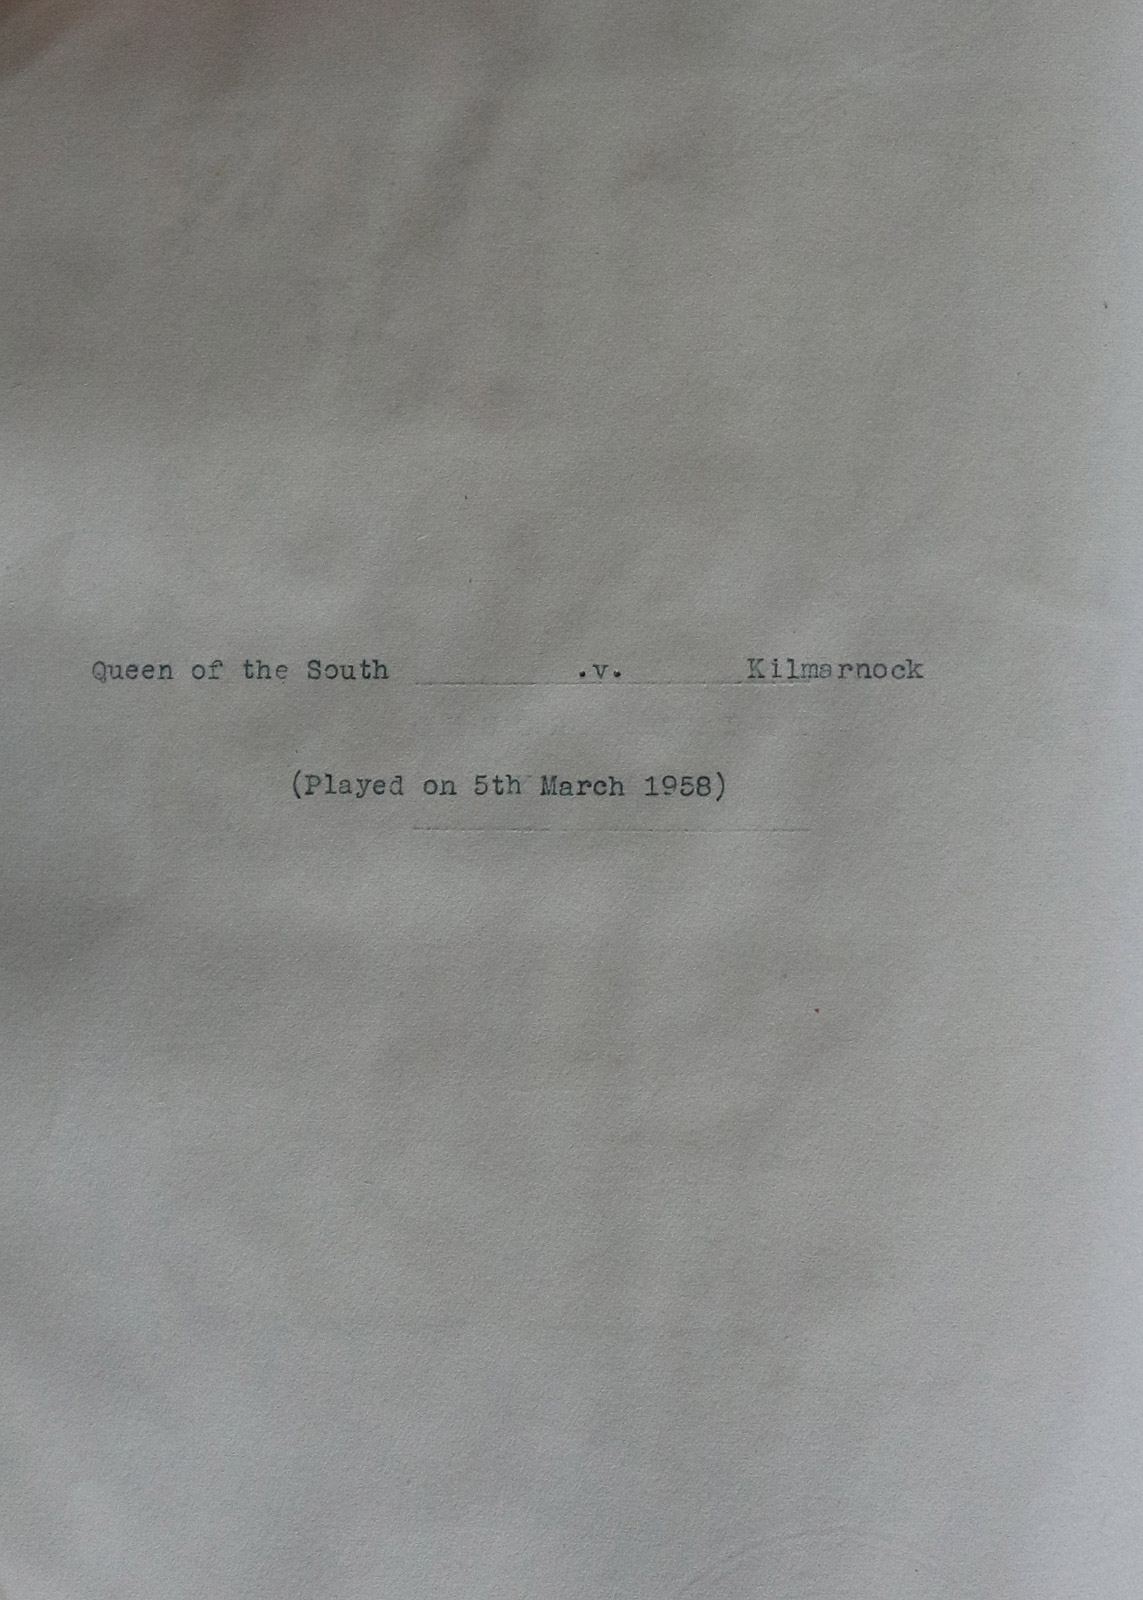 Queen of the South .v. Kilmarnock
(Played on 5th March 1958)